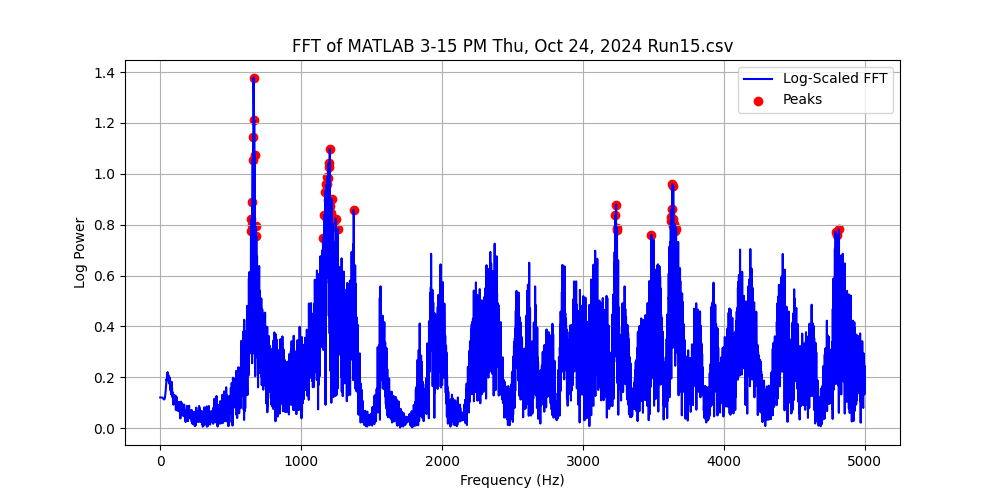 FFT of MATLAB 3-15 PM Thu, Oct 24, 2024 Run15.csv
Log-Scaled FFT
Peaks
1.4
1.2
1.0
0.8
0.6
0.4
0.2
0.0
Log Power
0 1000 2000 3000 4000 5000
Frequency (Hz)